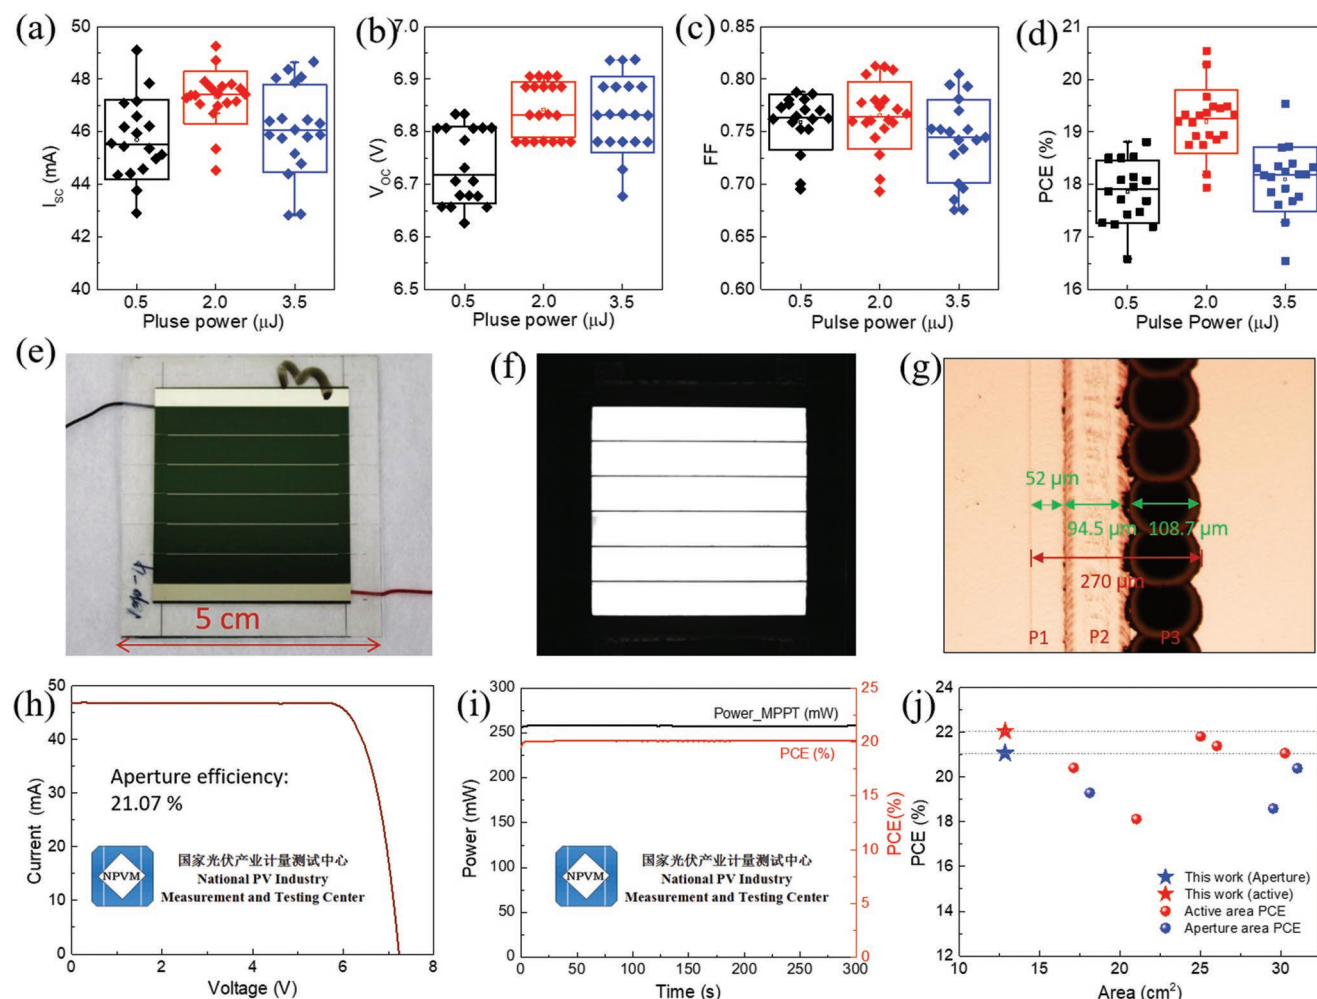 (a)
50
48
46
44
42
40
I_SC (mA)
0.5
2.0
3.5
Pluse power (μJ)
(b)
7.0
6.9
6.8
6.7
6.6
6.5
V_OC (V)
0.5
2.0
3.5
Pluse power (μJ)
(c)
0.85
0.80
0.75
0.70
0.65
0.60
FF
0.5
2.0
3.5
Pulse power (μJ)
(d)
21
20
19
18
17
16
PCE (%)
0.5
2.0
3.5
Pulse Power (μJ)
(e)
5 cm
(f)
(g)
52 μm
94.5 μm
108.7 μm
270 μm
P1
P2
P3
(h)
50
40
30
20
10
0
Current (mA)
Aperture efficiency:
21.07 %
NPVM
国家光伏产业计量测试中心
National PV Industry
Measurement and Testing Center
0
2
4
6
8
Voltage (V)
(i)
300
250
200
150
100
50
0
Power (mW)
Power_MPPT (mW)
PCE (%)
NPVM
国家光伏产业计量测试中心
National PV Industry
Measurement and Testing Center
25
20
15
10
5
0
PCE(%)
0
50
100
150
200
250
300
Time (s)
(j)
24
22
20
18
16
14
12
PCE (%)
This work (Aperture)
This work (active)
Active area PCE
Aperture area PCE
10
15
20
25
30
Area (cm²)